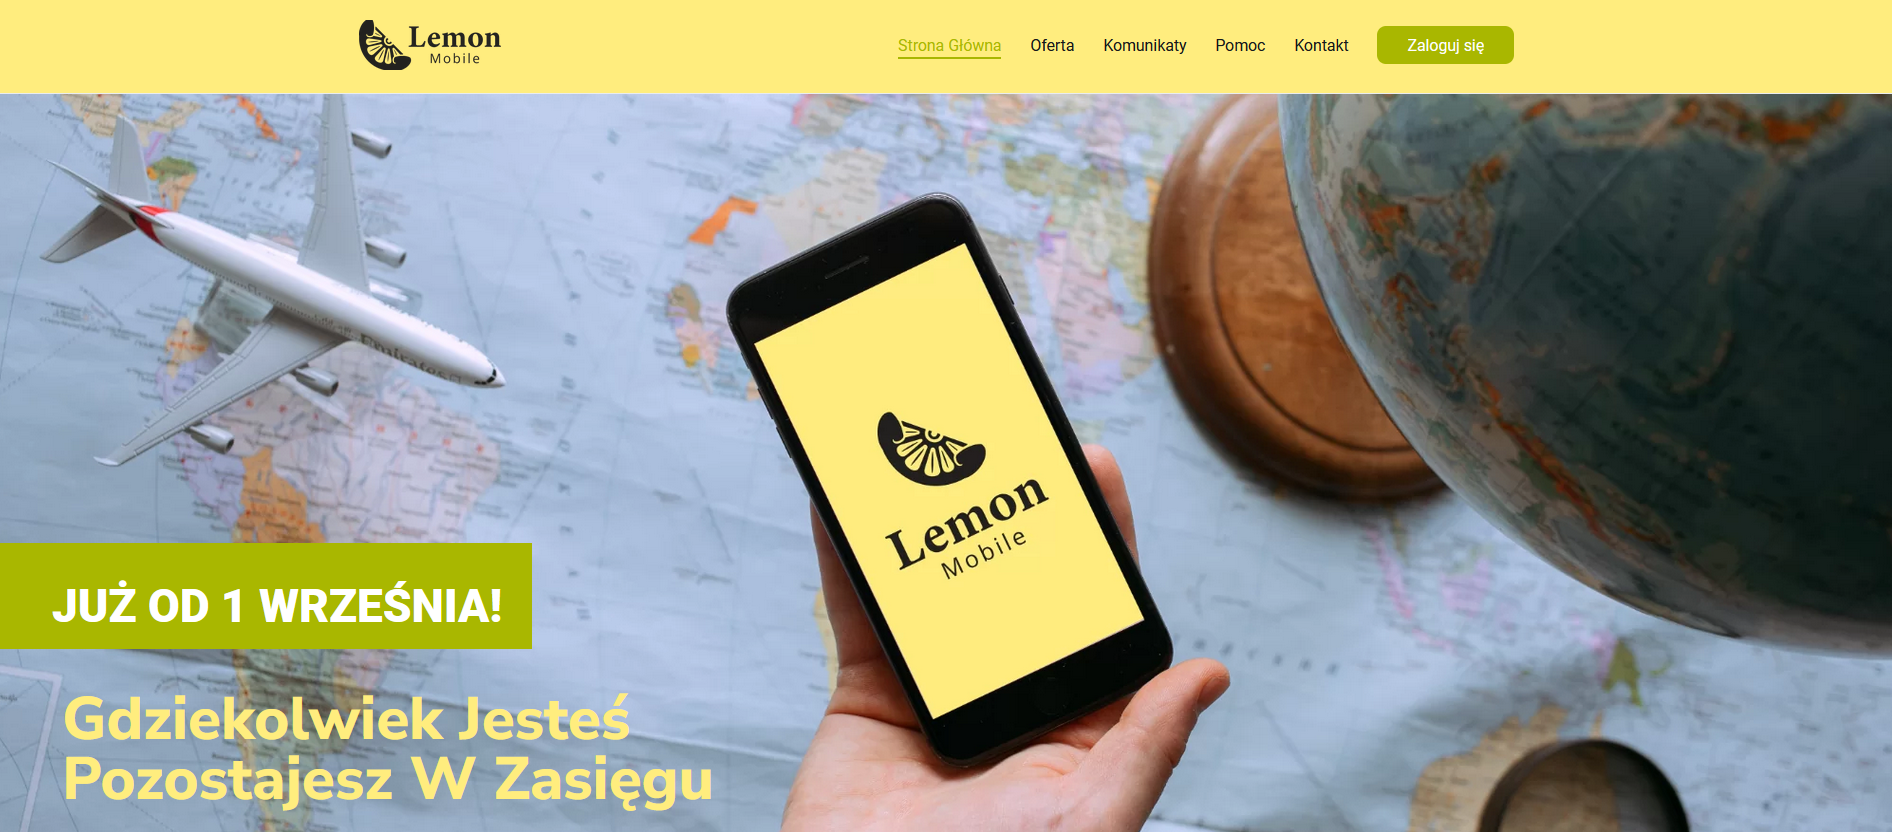 Lemon
Mobile
Strona Główna
Oferta
Komunikaty
Pomoc
Kontakt
Zaloguj się
Emirates
Lemon
Mobile
JUŻ OD 1 WRZEŚNIA!
Gdziekolwiek Jesteś
Pozostajesz W Zasięgu